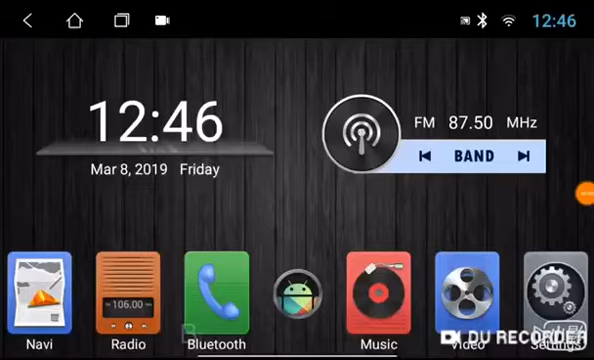 12:46
12:46
Mar 8, 2019 Friday
FM 87.50 MHz
BAND
106.00
Navi
Radio
Bluetooth
Music
Video
Settings
DU RECORDER